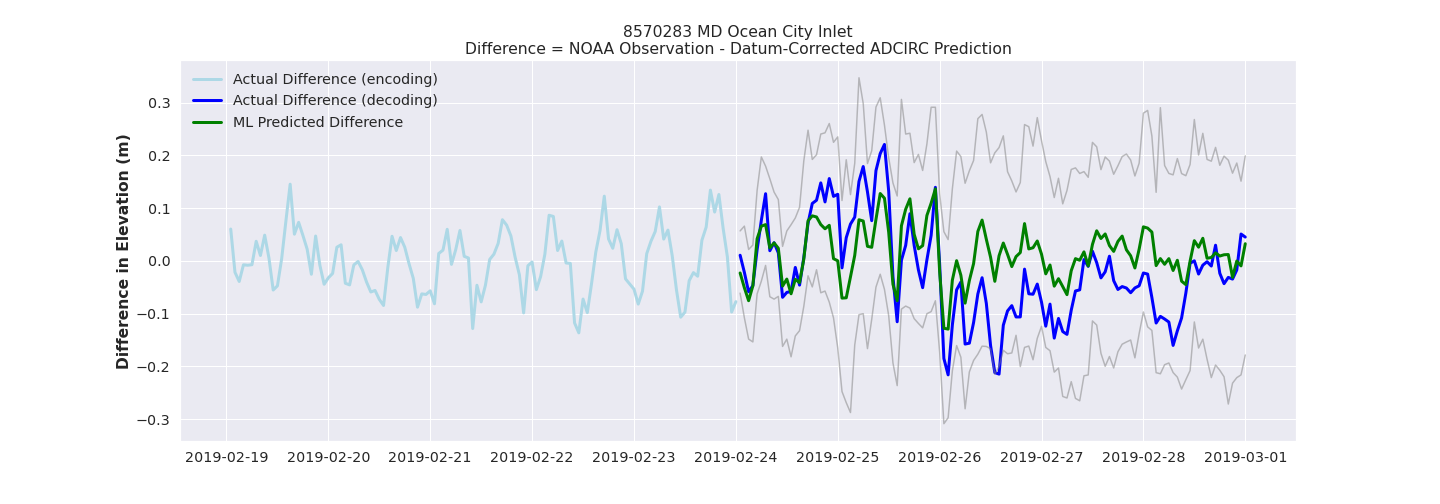 8570283 MD Ocean City Inlet
Difference = NOAA Observation - Datum-Corrected ADCIRC Prediction
Actual Difference (encoding)
Actual Difference (decoding)
ML Predicted Difference
Difference in Elevation (m)
0.3
0.2
0.1
0.0
−0.1
−0.2
−0.3
2019-02-19 2019-02-20 2019-02-21 2019-02-22 2019-02-23 2019-02-24 2019-02-25 2019-02-26 2019-02-27 2019-02-28 2019-03-01